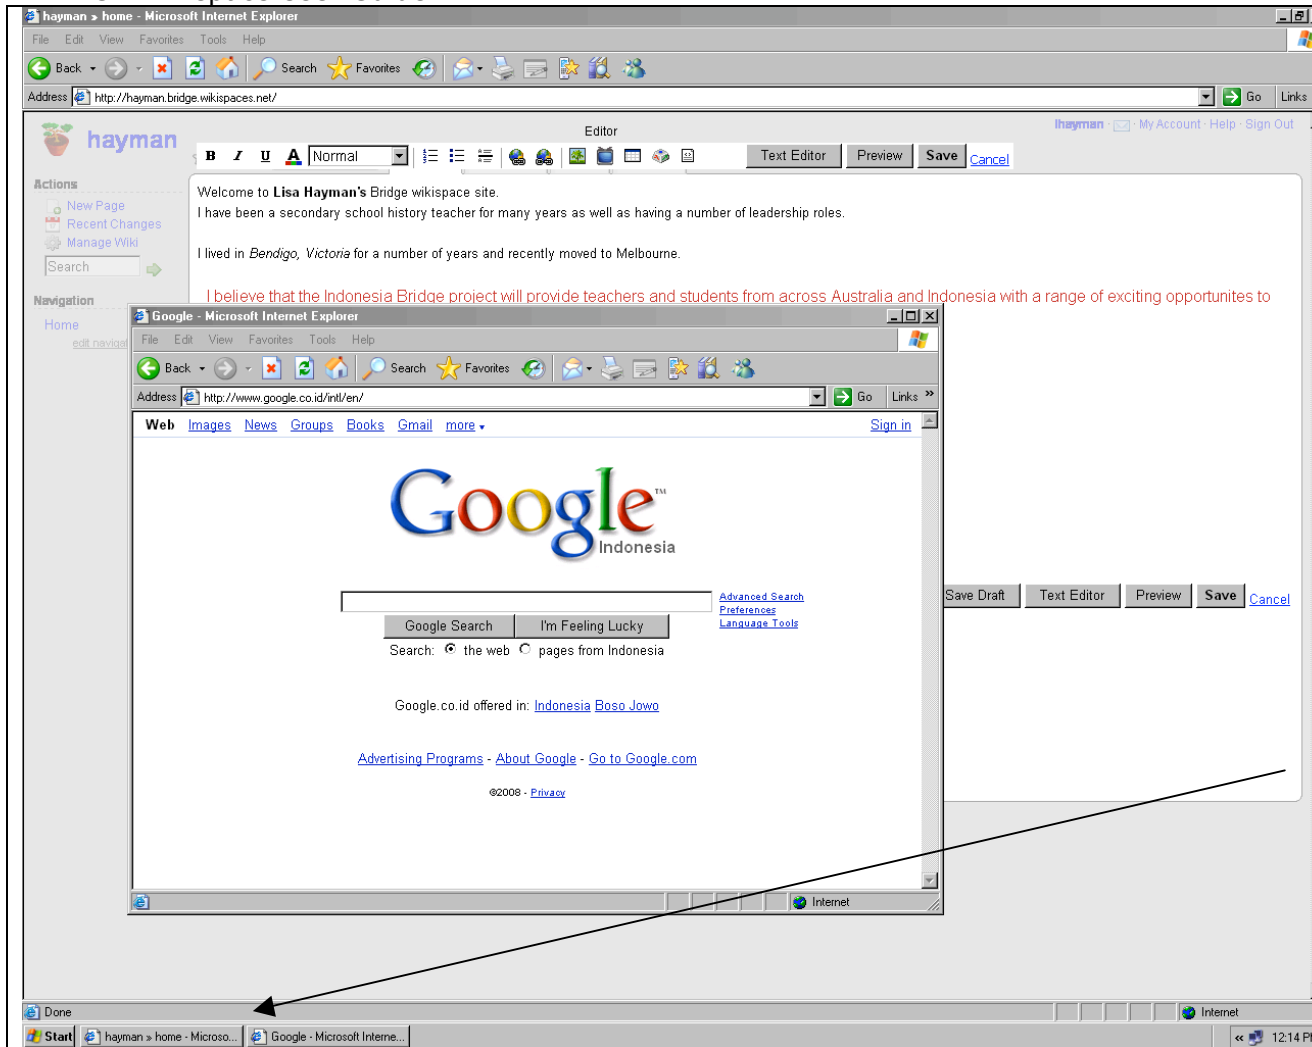 hayman » home - Microsoft Internet Explorer
File Edit View Favorites Tools Help
Back Search Favorites
Address http://hayman.bridge.wikispaces.net/ Go Links
hayman
lhayman · My Account · Help · Sign Out
Editor
B I U A Normal Text Editor Preview Save Cancel
Actions
New Page
Recent Changes
Manage Wiki
Search
Navigation
Home
Welcome to Lisa Hayman's Bridge wikispace site.
I have been a secondary school history teacher for many years as well as having a number of leadership roles.
I lived in Bendigo, Victoria for a number of years and recently moved to Melbourne.
I believe that the Indonesia Bridge project will provide teachers and students from across Australia and Indonesia with a range of exciting opportunites to
edit navigat
Google - Microsoft Internet Explorer
File Edit View Favorites Tools Help
Back Search Favorites
Address http://www.google.co.id/intl/en/ Go Links »
Web Images News Groups Books Gmail more Sign in
Google™
Indonesia
Advanced Search
Preferences
Language Tools
Google Search I'm Feeling Lucky
Search: the web pages from Indonesia
Google.co.id offered in: Indonesia Boso Jowo
Advertising Programs - About Google - Go to Google.com
©2008 - Privacy
Internet
Save Draft Text Editor Preview Save Cancel
Done Internet
Start hayman » home - Microso... Google - Microsoft Interne... « 12:14 P